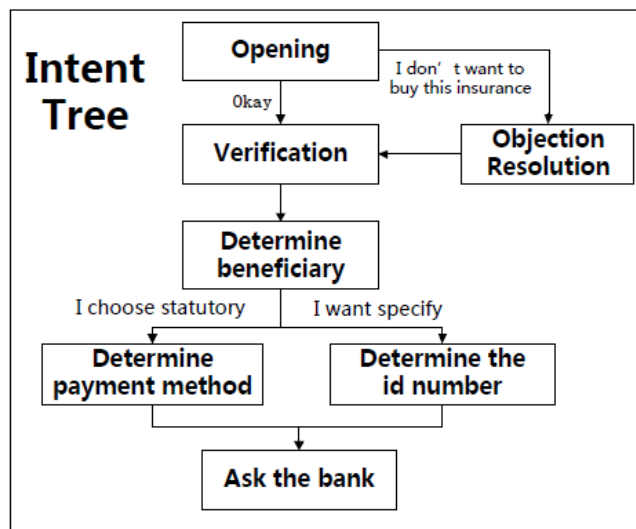 Intent
Tree
Opening
I don't want to
buy this insurance
Okay
Verification
Objection
Resolution
Determine
beneficiary
I choose statutory
I want specify
Determine
payment method
Determine the
id number
Ask the bank